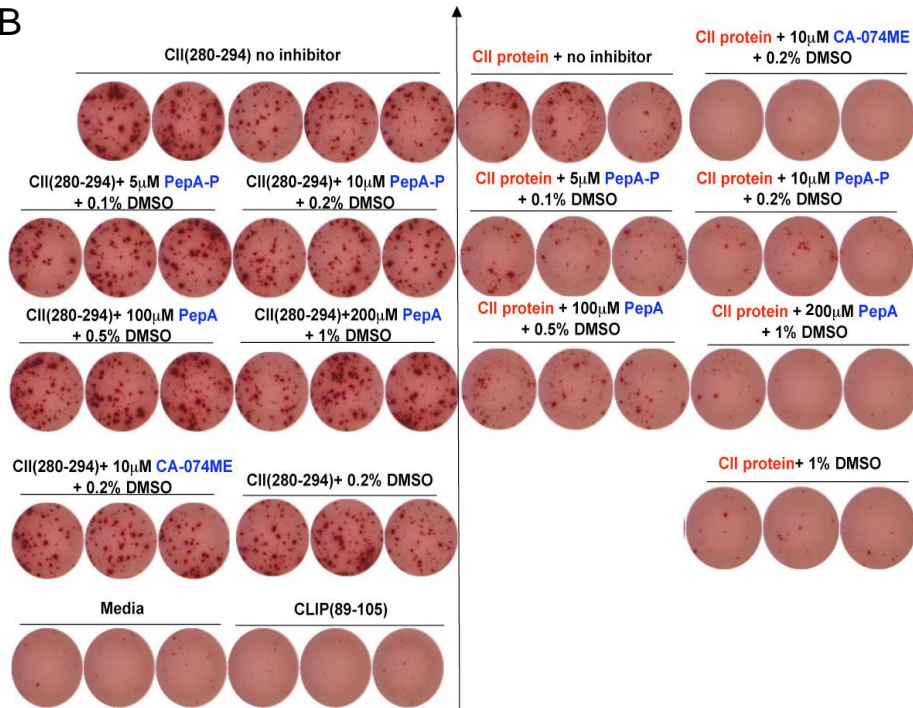 B
CII(280-294) no inhibitor
CII protein + no inhibitor
CII protein + 10μM CA-074ME
+ 0.2% DMSO
CII(280-294)+ 5μM PepA-P
+ 0.1% DMSO
CII(280-294)+ 10μM PepA-P
+ 0.2% DMSO
CII protein + 5μM PepA-P
+ 0.1% DMSO
CII protein + 10μM PepA-P
+ 0.2% DMSO
CII(280-294)+ 100μM PepA
+ 0.5% DMSO
CII(280-294)+200μM PepA
+ 1% DMSO
CII protein + 100μM PepA
+ 0.5% DMSO
CII protein + 200μM PepA
+ 1% DMSO
CII(280-294)+ 10μM CA-074ME
+ 0.2% DMSO
CII(280-294)+ 0.2% DMSO
CII protein+ 1% DMSO
Media
CLIP(89-105)